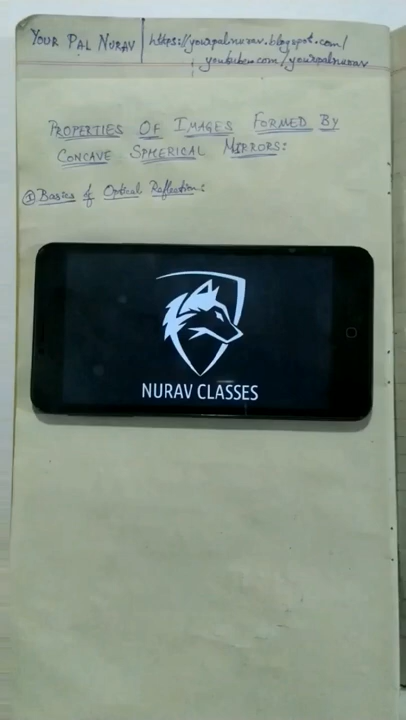 YOUR PAL NURAV
https://yourpalnurav.blogspot.com/
youtube.com/yourpalnurav
PROPERTIES OF IMAGES FORMED BY
CONCAVE SPHERICAL MIRRORS:
① Basics of Optical Reflection:
NURAV CLASSES